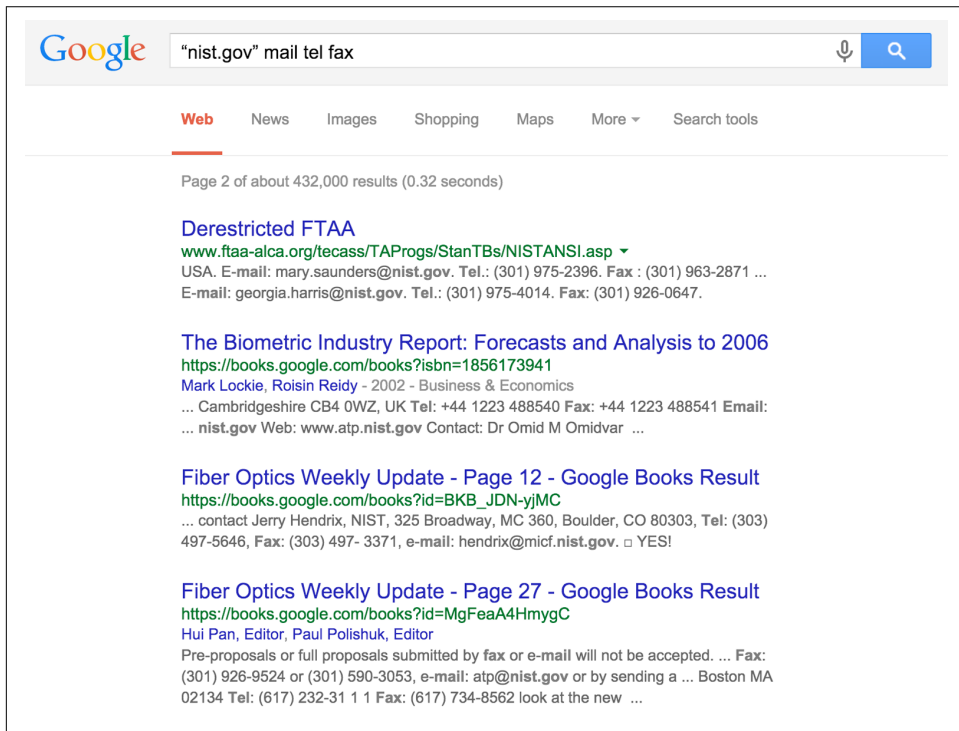 Google
“nist.gov” mail tel fax
Web News Images Shopping Maps More Search tools
Page 2 of about 432,000 results (0.32 seconds)
Derestricted FTAA
www.ftaa-alca.org/tecass/TAProgs/StanTBs/NISTANSI.asp
USA. E-mail: mary.saunders@nist.gov. Tel.: (301) 975-2396. Fax : (301) 963-2871 ...
E-mail: georgia.harris@nist.gov. Tel.: (301) 975-4014. Fax: (301) 926-0647.
The Biometric Industry Report: Forecasts and Analysis to 2006
https://books.google.com/books?isbn=1856173941
Mark Lockie, Roisin Reidy - 2002 - Business & Economics
... Cambridgeshire CB4 0WZ, UK Tel: +44 1223 488540 Fax: +44 1223 488541 Email:
... nist.gov Web: www.atp.nist.gov Contact: Dr Omid M Omidvar ...
Fiber Optics Weekly Update - Page 12 - Google Books Result
https://books.google.com/books?id=BKB_JDN-yjMC
... contact Jerry Hendrix, NIST, 325 Broadway, MC 360, Boulder, CO 80303, Tel: (303)
497-5646, Fax: (303) 497- 3371, e-mail: hendrix@micf.nist.gov. □ YES!
Fiber Optics Weekly Update - Page 27 - Google Books Result
https://books.google.com/books?id=MgFeaA4HmygC
Hui Pan, Editor, Paul Polishuk, Editor
Pre-proposals or full proposals submitted by fax or e-mail will not be accepted. ... Fax:
(301) 926-9524 or (301) 590-3053, e-mail: atp@nist.gov or by sending a ... Boston MA
02134 Tel: (617) 232-31 1 1 Fax: (617) 734-8562 look at the new ...